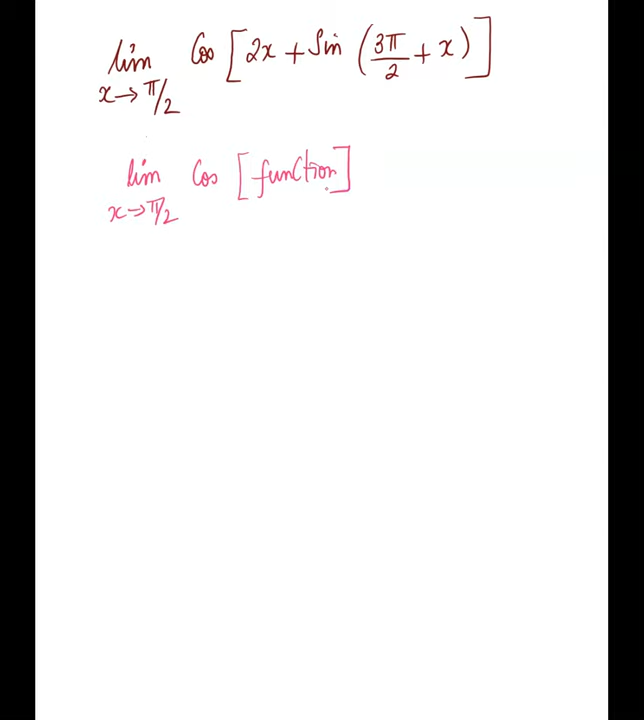 lim x→π/2 Cos [2x + Sin (3π/2 + x)]
lim x→π/2 Cos [function]